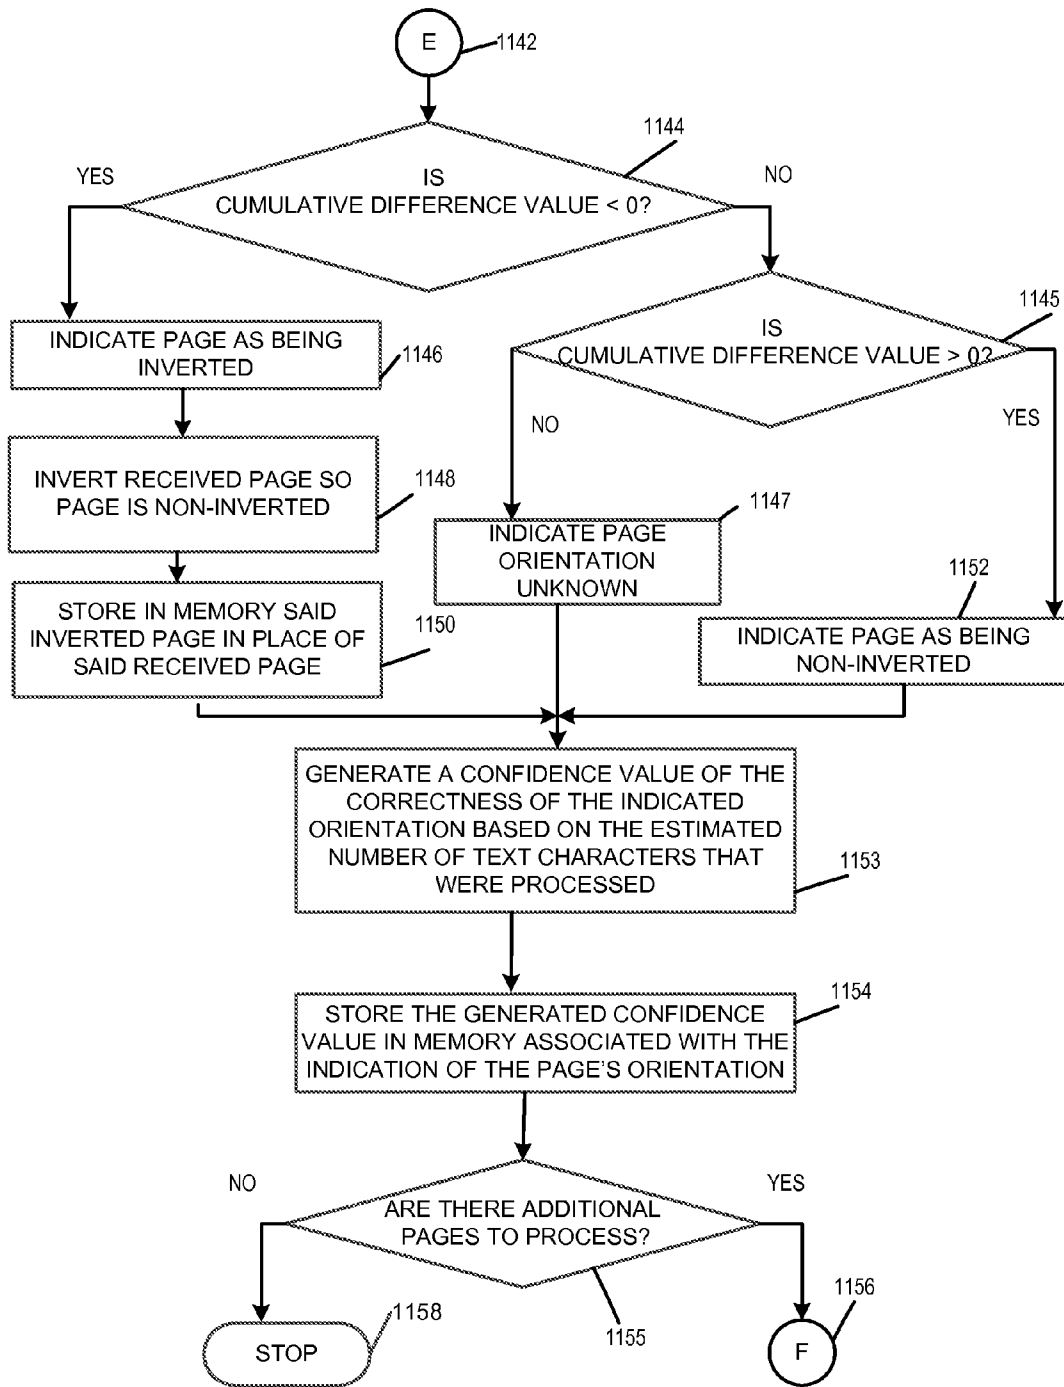 E
1142
1144
YES
NO
IS
CUMULATIVE DIFFERENCE VALUE < 0?
1145
IS
CUMULATIVE DIFFERENCE VALUE > 0?
INDICATE PAGE AS BEING
INVERTED
1146
NO
YES
INVERT RECEIVED PAGE SO
PAGE IS NON-INVERTED
1148
1147
INDICATE PAGE
ORIENTATION
UNKNOWN
1152
STORE IN MEMORY SAID
INVERTED PAGE IN PLACE OF
SAID RECEIVED PAGE
1150
INDICATE PAGE AS BEING
NON-INVERTED
GENERATE A CONFIDENCE VALUE OF THE
CORRECTNESS OF THE INDICATED
ORIENTATION BASED ON THE ESTIMATED
NUMBER OF TEXT CHARACTERS THAT
WERE PROCESSED
1153
1154
STORE THE GENERATED CONFIDENCE
VALUE IN MEMORY ASSOCIATED WITH THE
INDICATION OF THE PAGE'S ORIENTATION
NO
YES
ARE THERE ADDITIONAL
PAGES TO PROCESS?
1155
1158
STOP
1156
F